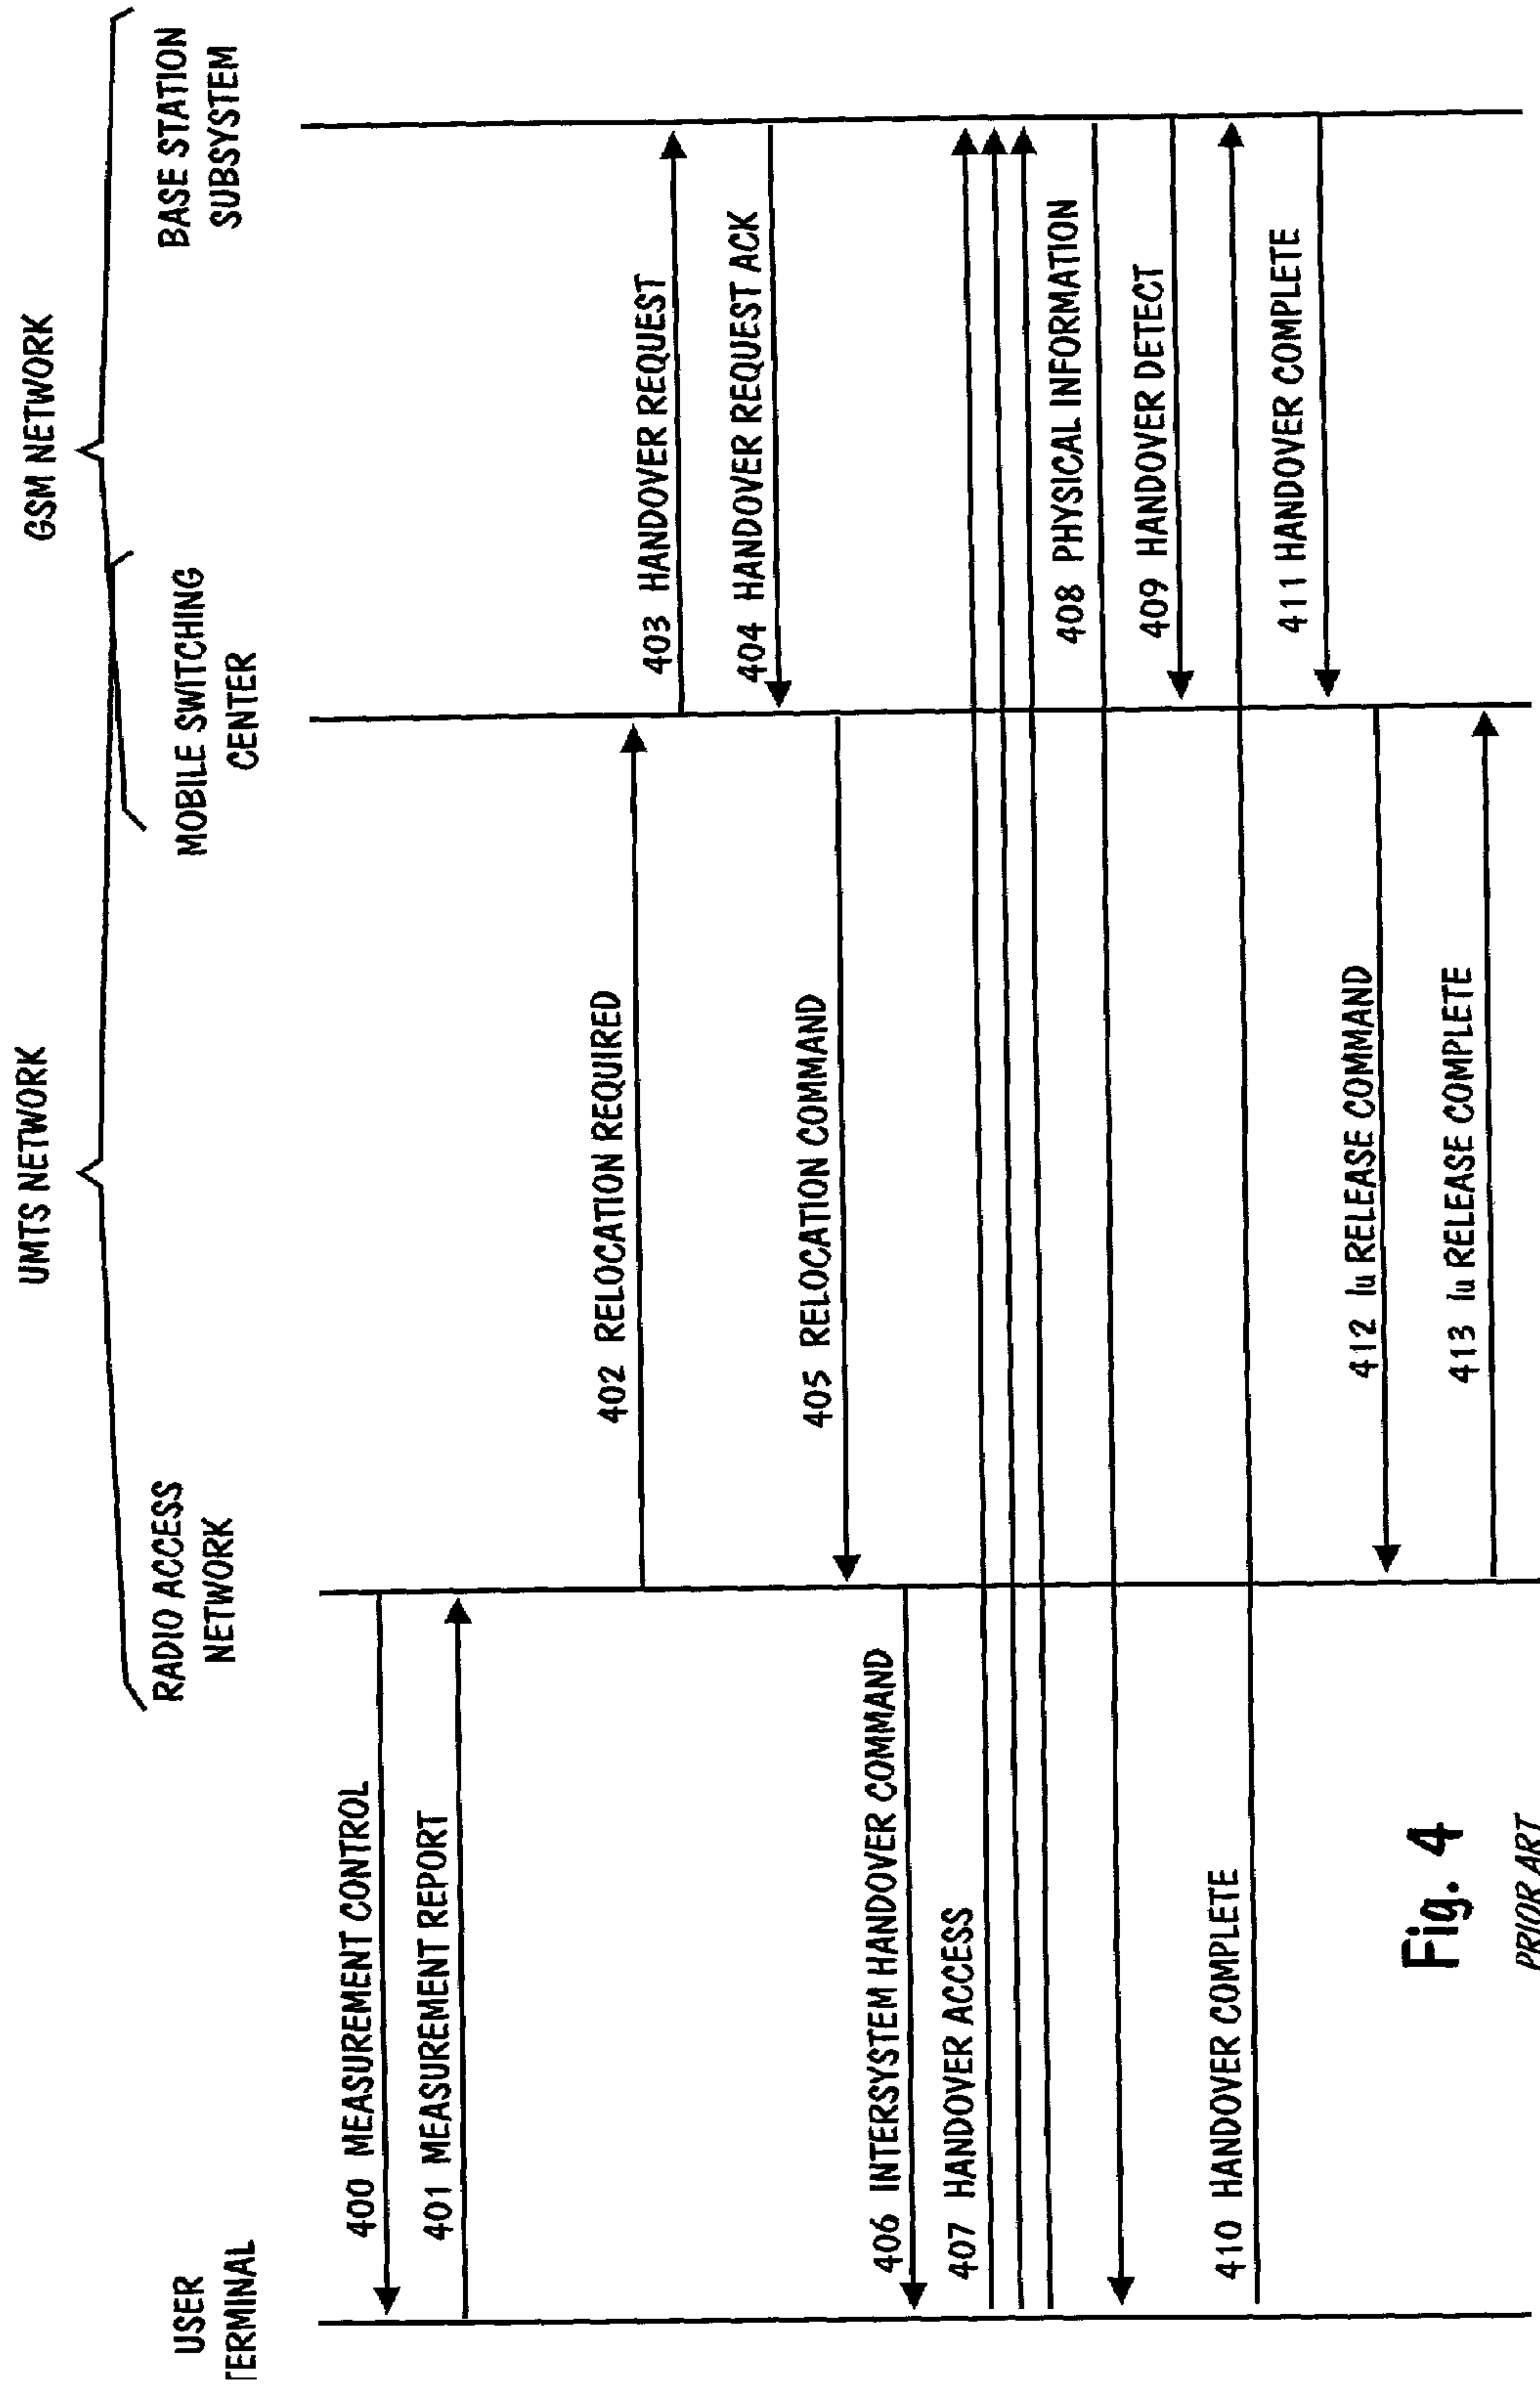 UMTS NETWORK
GSM NETWORK
USER
TERMINAL
RADIO ACCESS
NETWORK
MOBILE SWITCHING
CENTER
BASE STATION
SUBSYSTEM
400 MEASUREMENT CONTROL
401 MEASUREMENT REPORT
402 RELOCATION REQUIRED
403 HANDOVER REQUEST
404 HANDOVER REQUEST ACK
405 RELOCATION COMMAND
406 INTERSYSTEM HANDOVER COMMAND
407 HANDOVER ACCESS
408 PHYSICAL INFORMATION
409 HANDOVER DETECT
410 HANDOVER COMPLETE
411 HANDOVER COMPLETE
412 Iu RELEASE COMMAND
413 Iu RELEASE COMPLETE
Fig. 4
PRIOR ART